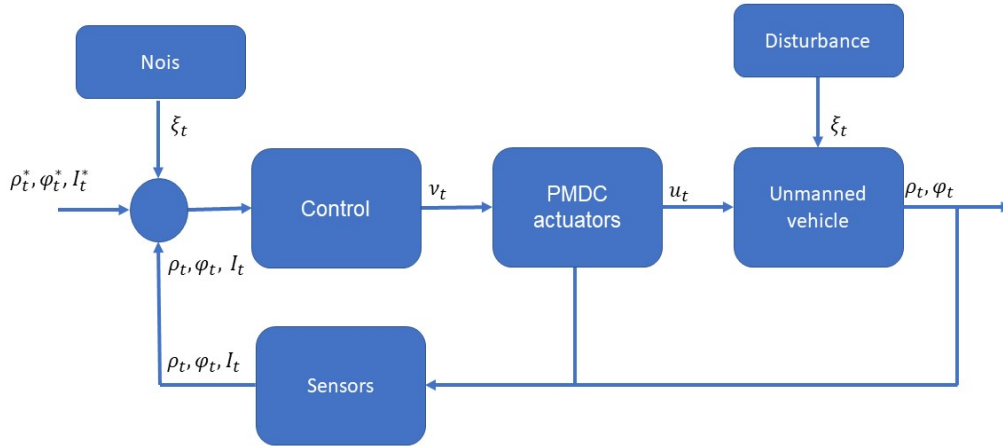 Nois
Disturbance
ξ_t
ξ_t
ρ_t^*, φ_t^*, I_t^*
Control
ν_t
PMDC
actuators
u_t
Unmanned
vehicle
ρ_t, φ_t
ρ_t, φ_t, I_t
ρ_t, φ_t, I_t
Sensors